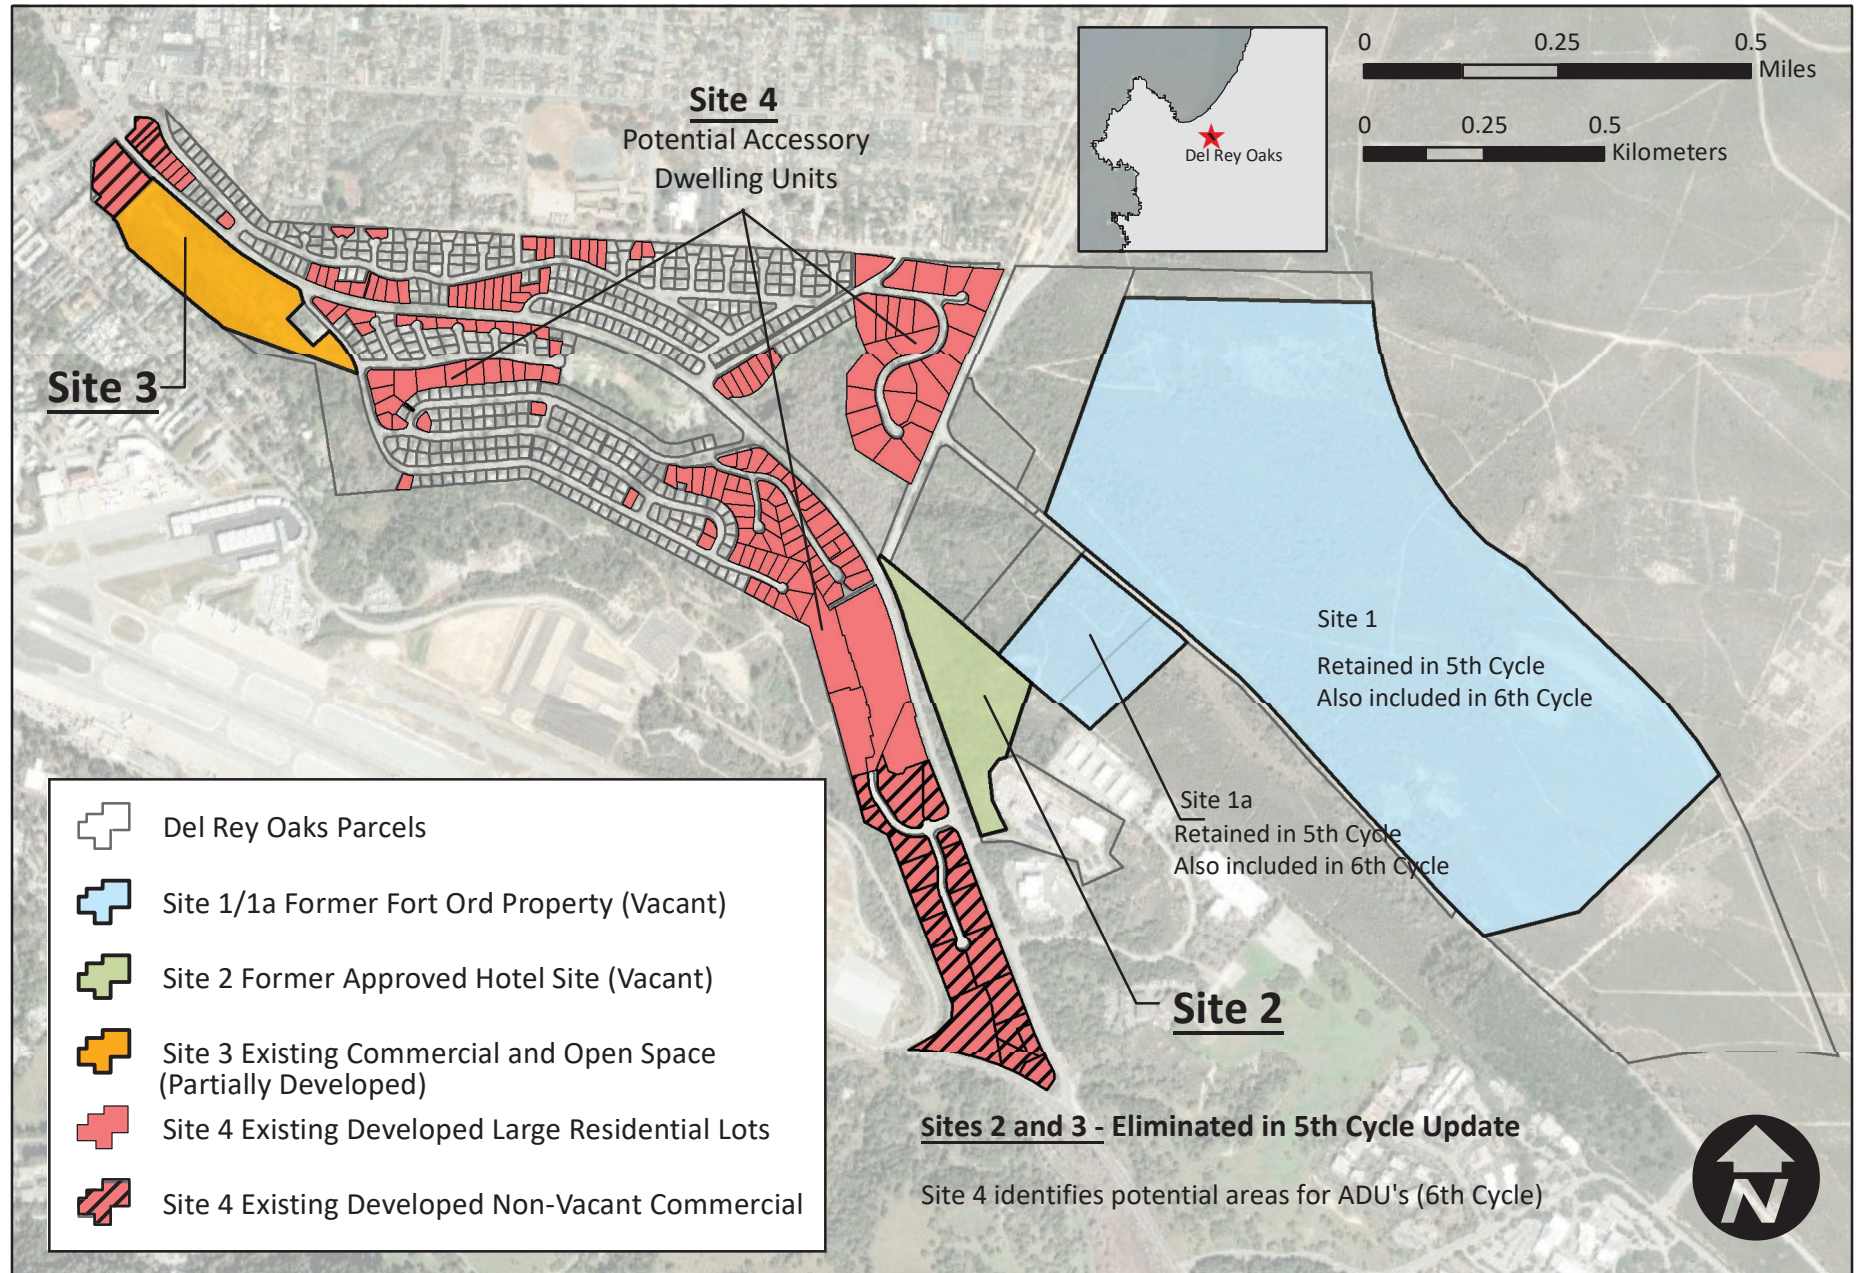 Site 4
Potential Accessory
Dwelling Units
Del Rey Oaks
0 0.25 0.5
Miles
0 0.25 0.5
Kilometers
Site 3
Site 1
Retained in 5th Cycle
Also included in 6th Cycle
Site 1a
Retained in 5th Cycle
Also included in 6th Cycle
Site 2
Del Rey Oaks Parcels
Site 1/1a Former Fort Ord Property (Vacant)
Site 2 Former Approved Hotel Site (Vacant)
Site 3 Existing Commercial and Open Space
(Partially Developed)
Site 4 Existing Developed Large Residential Lots
Site 4 Existing Developed Non-Vacant Commercial
Sites 2 and 3 - Eliminated in 5th Cycle Update
Site 4 identifies potential areas for ADU's (6th Cycle)
N